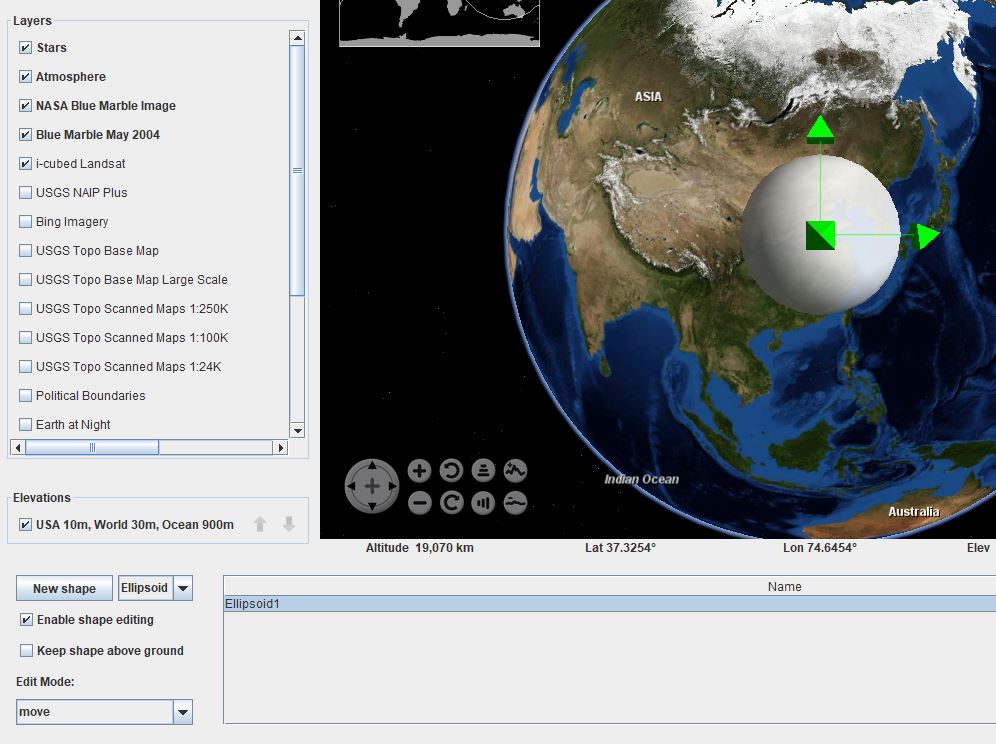 Layers
Stars
Atmosphere
NASA Blue Marble Image
Blue Marble May 2004
i-cubed Landsat
USGS NAIP Plus
Bing Imagery
USGS Topo Base Map
USGS Topo Base Map Large Scale
USGS Topo Scanned Maps 1:250K
USGS Topo Scanned Maps 1:100K
USGS Topo Scanned Maps 1:24K
Political Boundaries
Earth at Night
ASIA
Indian Ocean
Australia
Elevations
USA 10m, World 30m, Ocean 900m
Altitude 19,070 km Lat 37.3254° Lon 74.6454° Elev
New shape Ellipsoid
Enable shape editing
Keep shape above ground
Edit Mode:
move
Name
Ellipsoid1